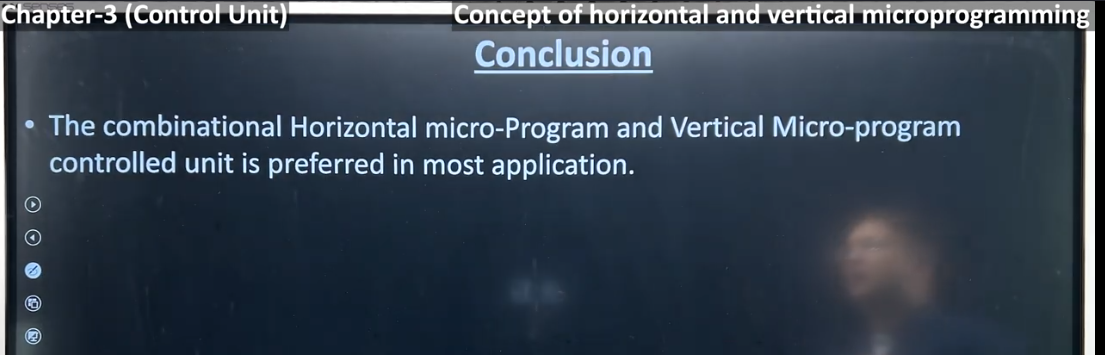 Chapter-3 (Control Unit)
Concept of horizontal and vertical microprogramming
Conclusion
• The combinational Horizontal micro-Program and Vertical Micro-program
controlled unit is preferred in most application.